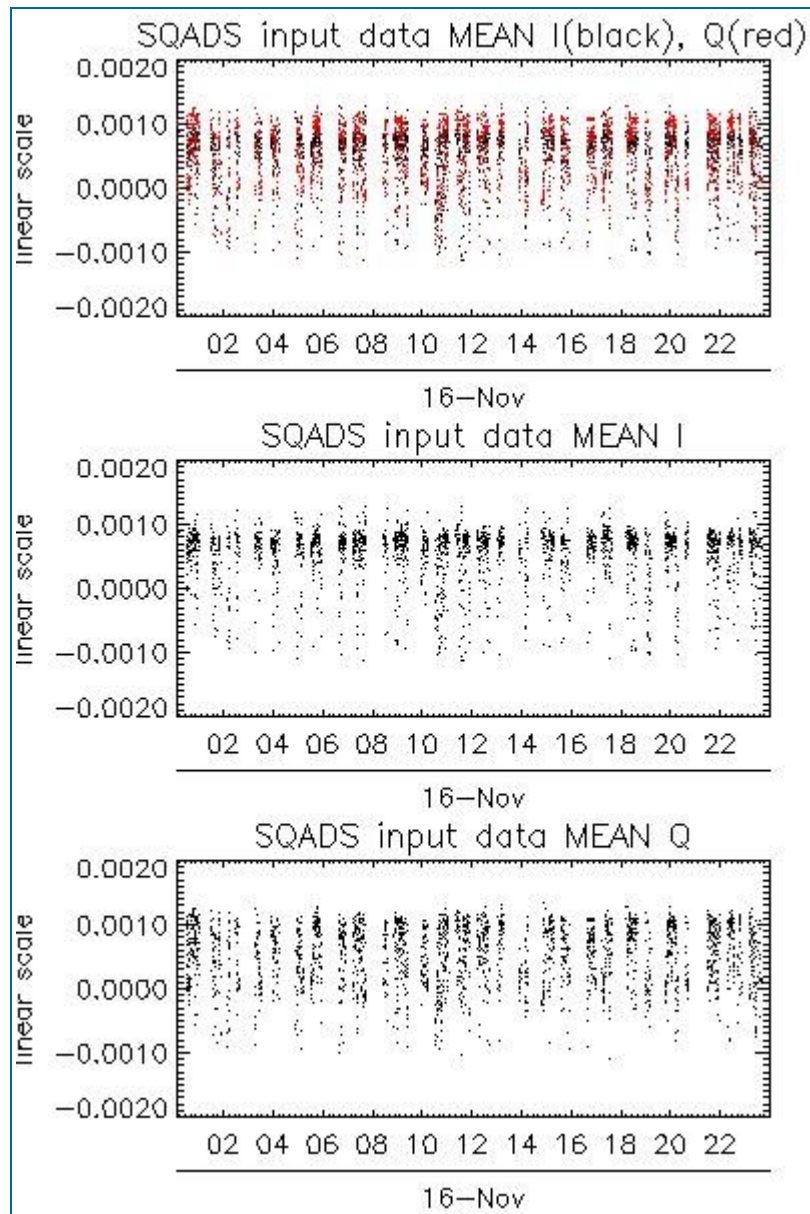 SQADS input data MEAN I(black), Q(red)
0.0020
0.0010
0.0000
−0.0010
−0.0020
linear scale
02 04 06 08 10 12 14 16 18 20 22
16−Nov
SQADS input data MEAN I
0.0020
0.0010
0.0000
−0.0010
−0.0020
linear scale
02 04 06 08 10 12 14 16 18 20 22
16−Nov
SQADS input data MEAN Q
0.0020
0.0010
0.0000
−0.0010
−0.0020
linear scale
02 04 06 08 10 12 14 16 18 20 22
16−Nov